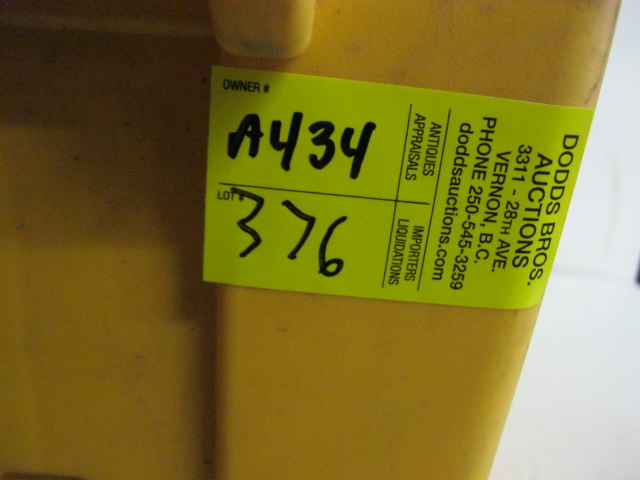 OWNER #
A434
LOT #
376
ANTIQUES
APPRAISALS
IMPORTERS
LIQUIDATIONS
DODDS BROS.
AUCTIONS
3311 - 28TH AVE.
VERNON, B.C.
PHONE 250-545-3259
doddsauctions.com